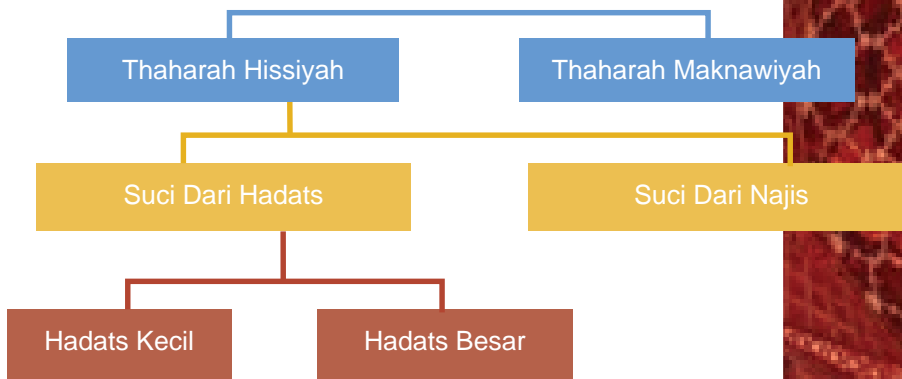 Thaharah Hissiyah
Thaharah Maknawiyah
Suci Dari Hadats
Suci Dari Najis
Hadats Kecil
Hadats Besar